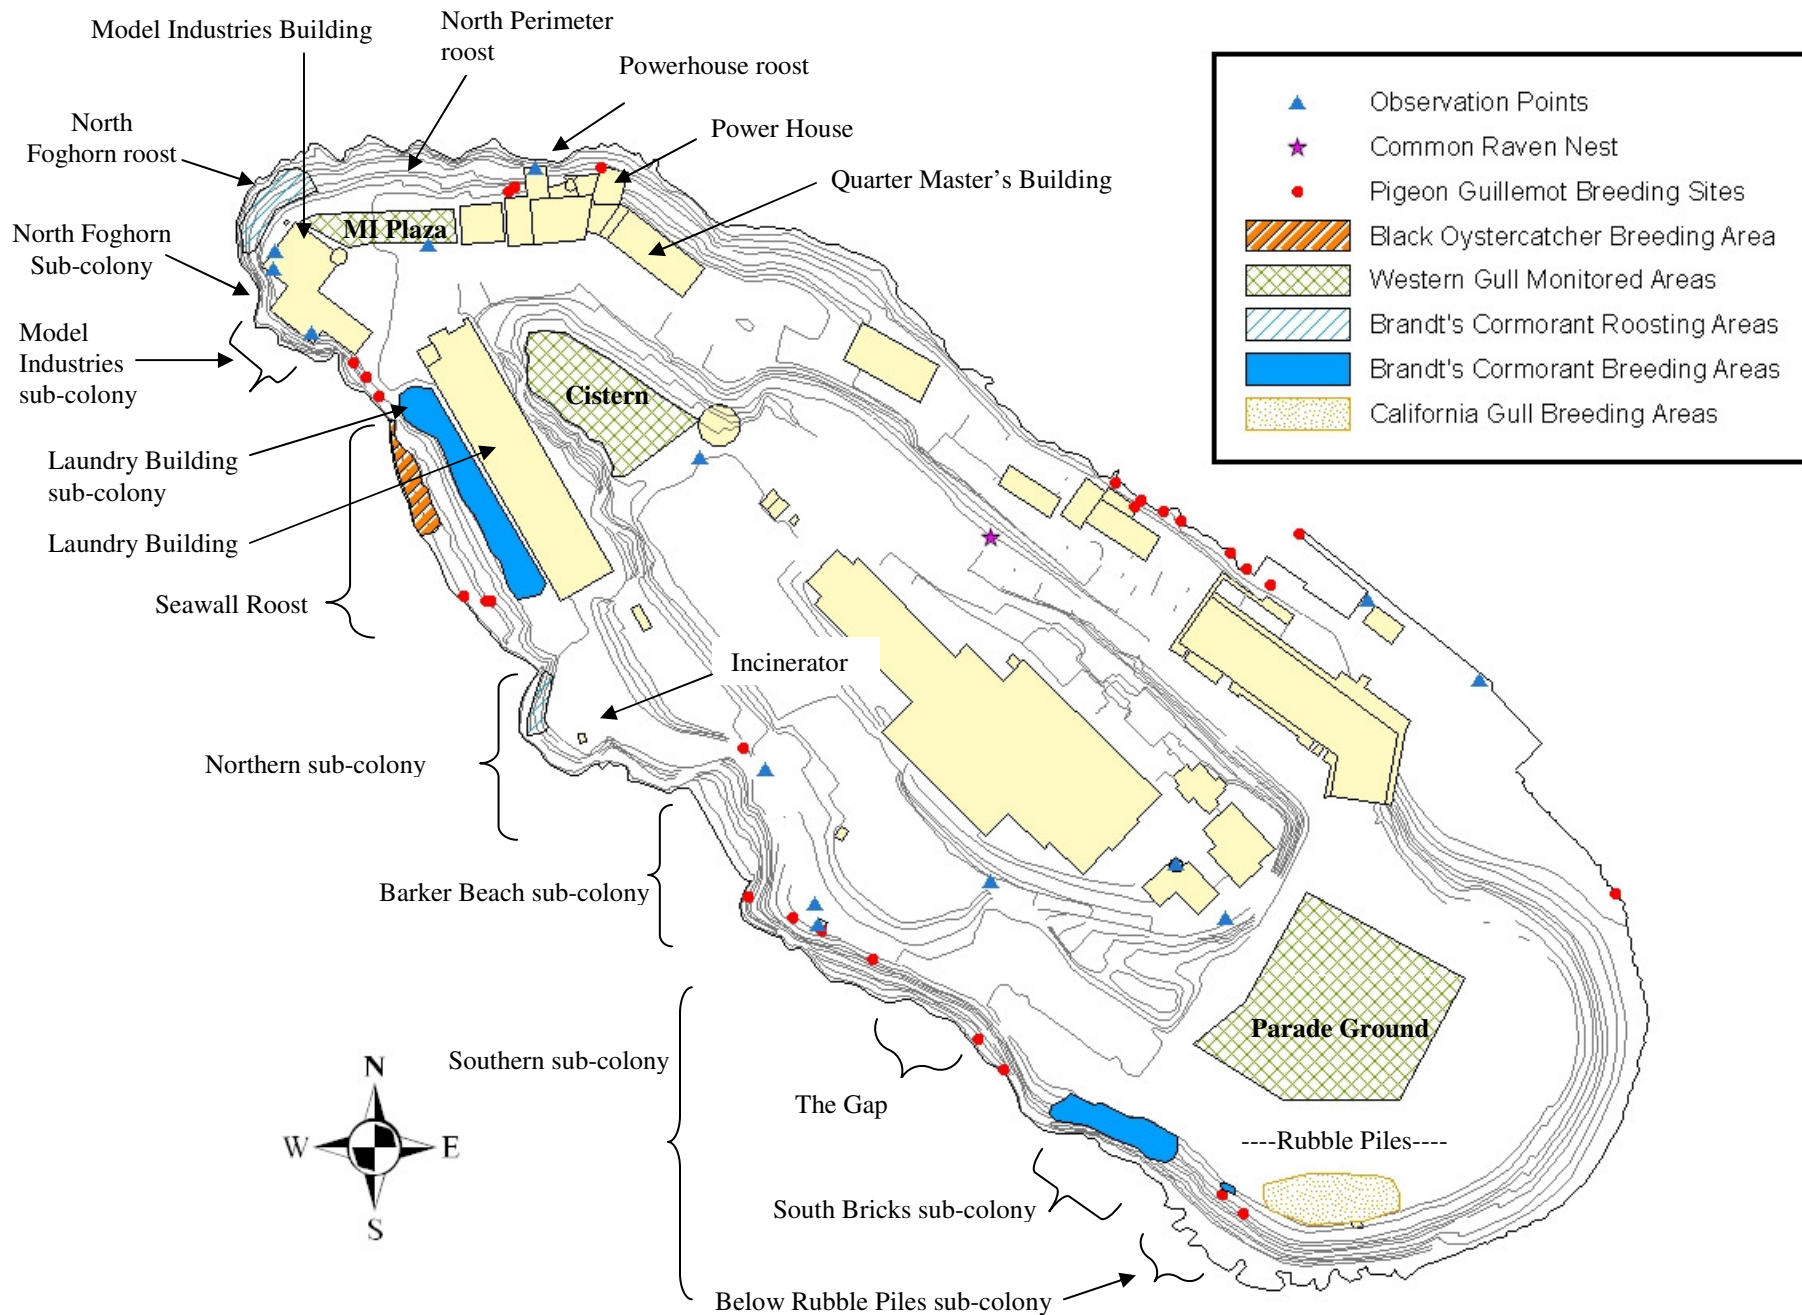 Model Industries Building
North Perimeter
roost
Powerhouse roost
North
Foghorn roost
Power House
Quarter Master's Building
MI Plaza
North Foghorn
Sub-colony
Model
Industries
sub-colony
Cistern
Laundry Building
sub-colony
Laundry Building
Seawall Roost
Incinerator
Northern sub-colony
Barker Beach sub-colony
Southern sub-colony
The Gap
Parade Ground
----Rubble Piles----
South Bricks sub-colony
Below Rubble Piles sub-colony
N
W
E
S
Observation Points
Common Raven Nest
Pigeon Guillemot Breeding Sites
Black Oystercatcher Breeding Area
Western Gull Monitored Areas
Brandt's Cormorant Roosting Areas
Brandt's Cormorant Breeding Areas
California Gull Breeding Areas